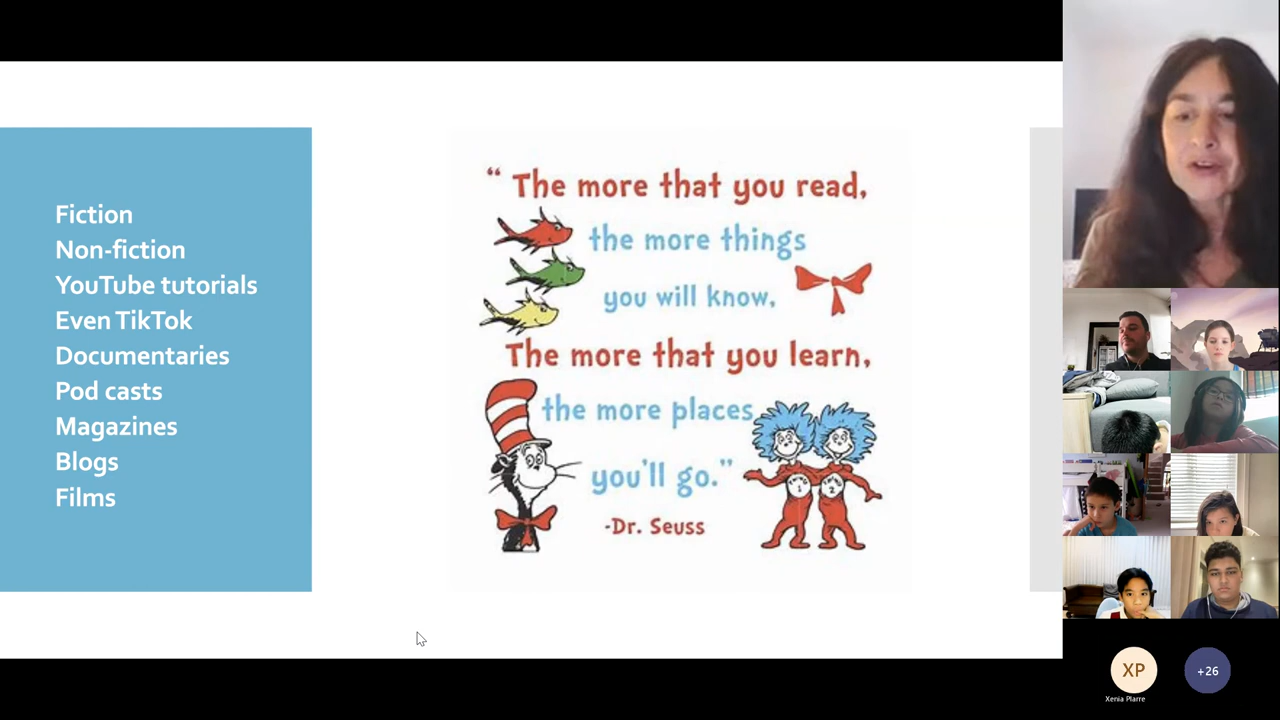 Fiction
Non-fiction
YouTube tutorials
Even TikTok
Documentaries
Pod casts
Magazines
Blogs
Films
“ The more that you read,
the more things
you will know,
The more that you learn,
the more places
you'll go.”
-Dr. Seuss
XP
+26
Xenia Plarre